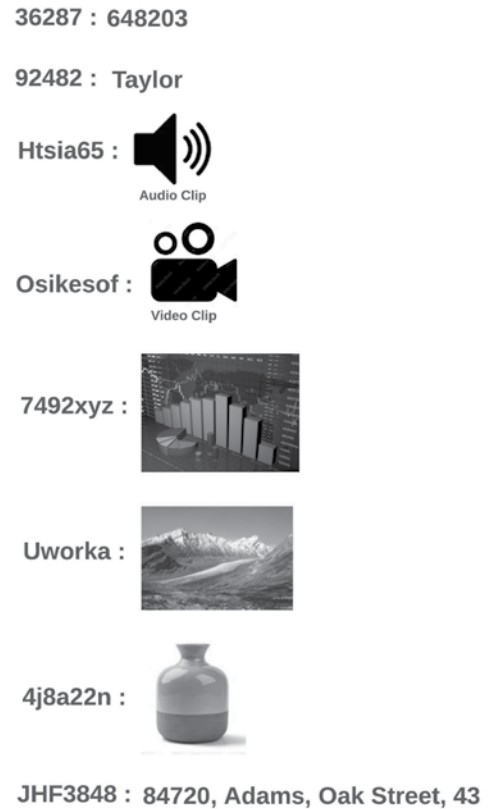 36287 : 648203
92482 : Taylor
Htsia65 :
Audio Clip
Osikesof :
Video Clip
7492xyz :
Uworka :
4j8a22n :
JHF3848 : 84720, Adams, Oak Street, 43